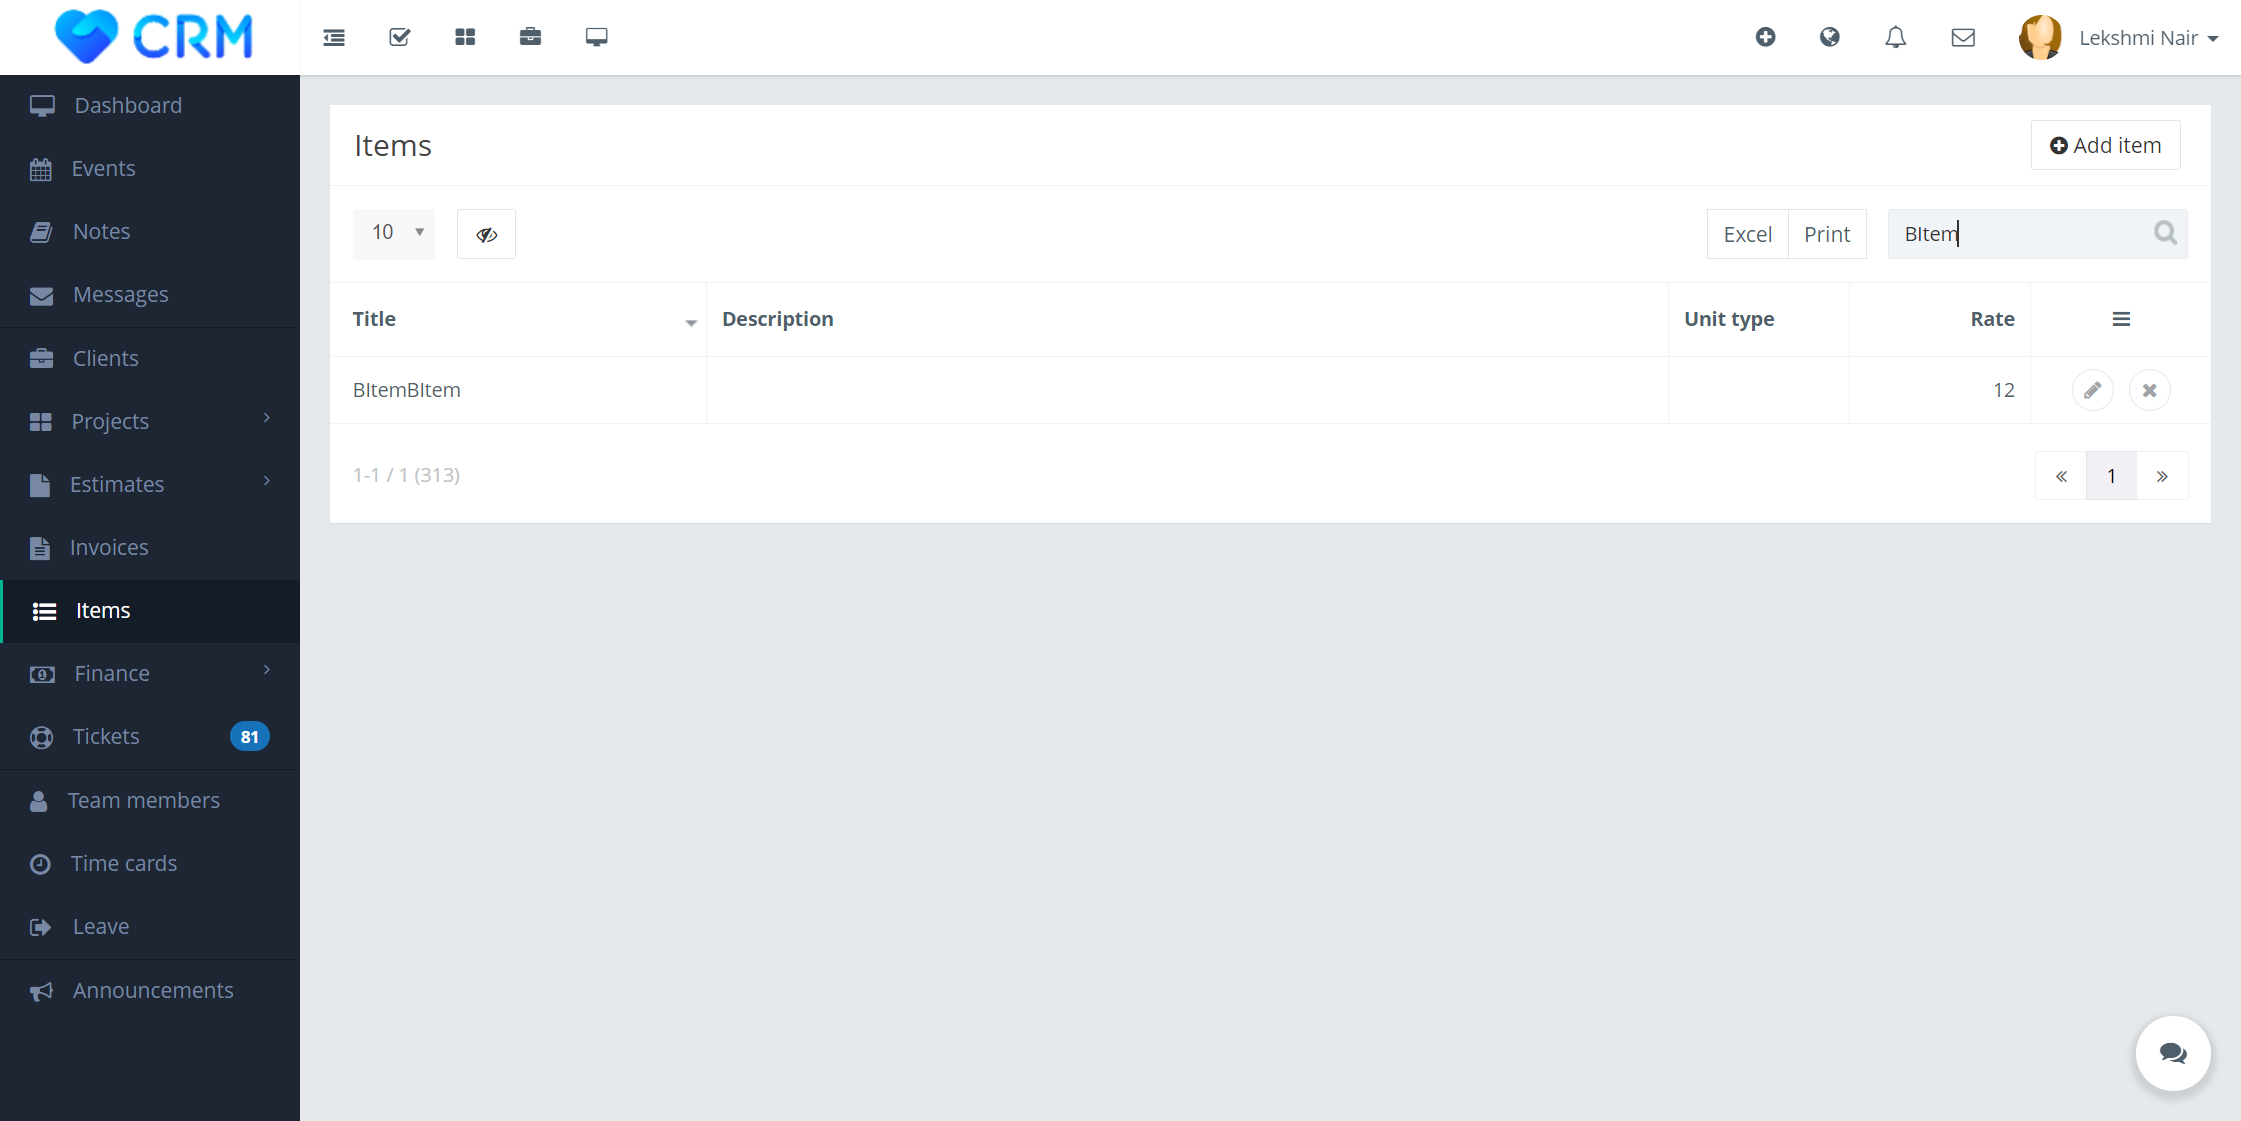 CRM
Lekshmi Nair
Dashboard
Events
Notes
Messages
Clients
Projects
Estimates
Invoices
Items
Finance
Tickets 81
Team members
Time cards
Leave
Announcements
Items
Add item
10
Excel Print BItem
Title Description Unit type Rate
BItemBItem 12
1-1 / 1 (313)
« 1 »